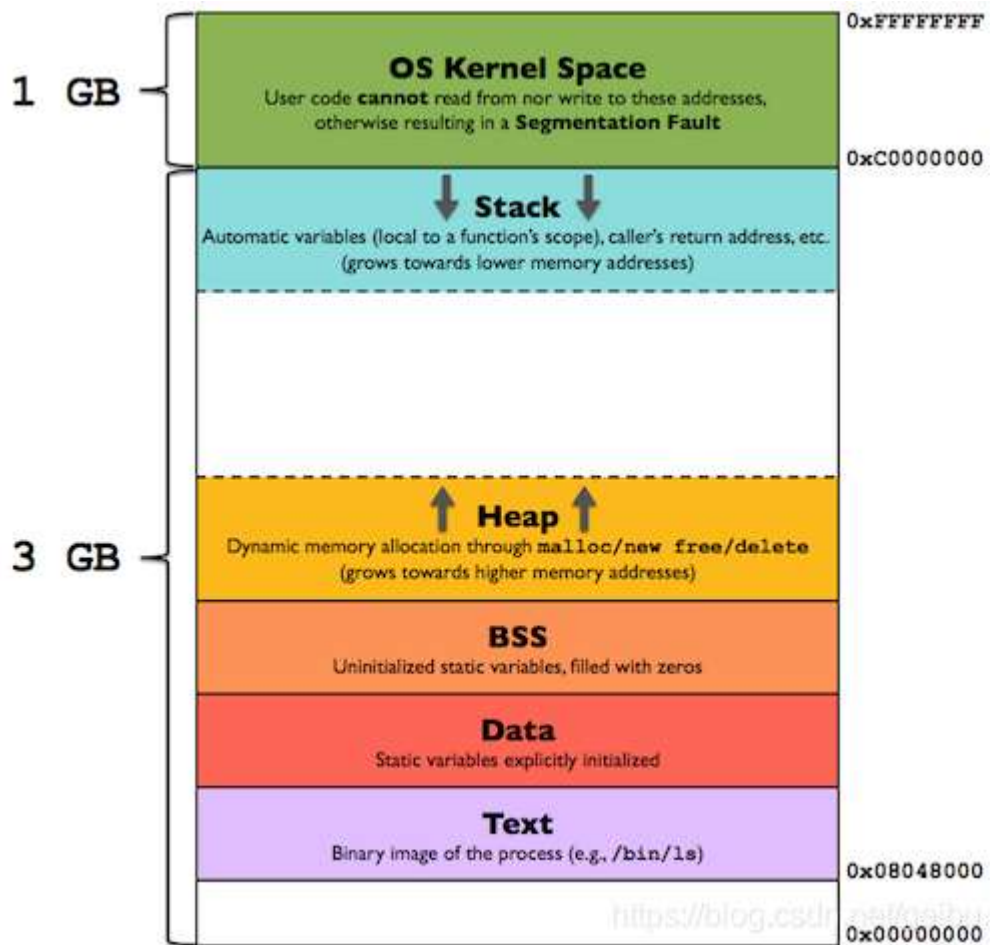 0xFFFFFFFF
1 GB
OS Kernel Space
User code cannot read from nor write to these addresses,
otherwise resulting in a Segmentation Fault
0xC0000000
Stack
Automatic variables (local to a function's scope), caller's return address, etc.
(grows towards lower memory addresses)
3 GB
Heap
Dynamic memory allocation through malloc/new free/delete
(grows towards higher memory addresses)
BSS
Uninitialized static variables, filled with zeros
Data
Static variables explicitly initialized
Text
Binary image of the process (e.g., /bin/ls)
0x08048000
0x00000000